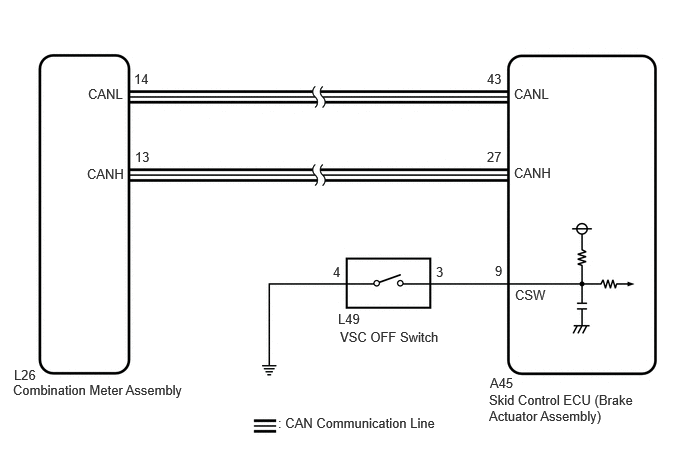 14
43
CANL
CANL
13
27
CANH
CANH
4
3
9
CSW
L49
VSC OFF Switch
L26
Combination Meter Assembly
A45
Skid Control ECU (Brake
Actuator Assembly)
: CAN Communication Line